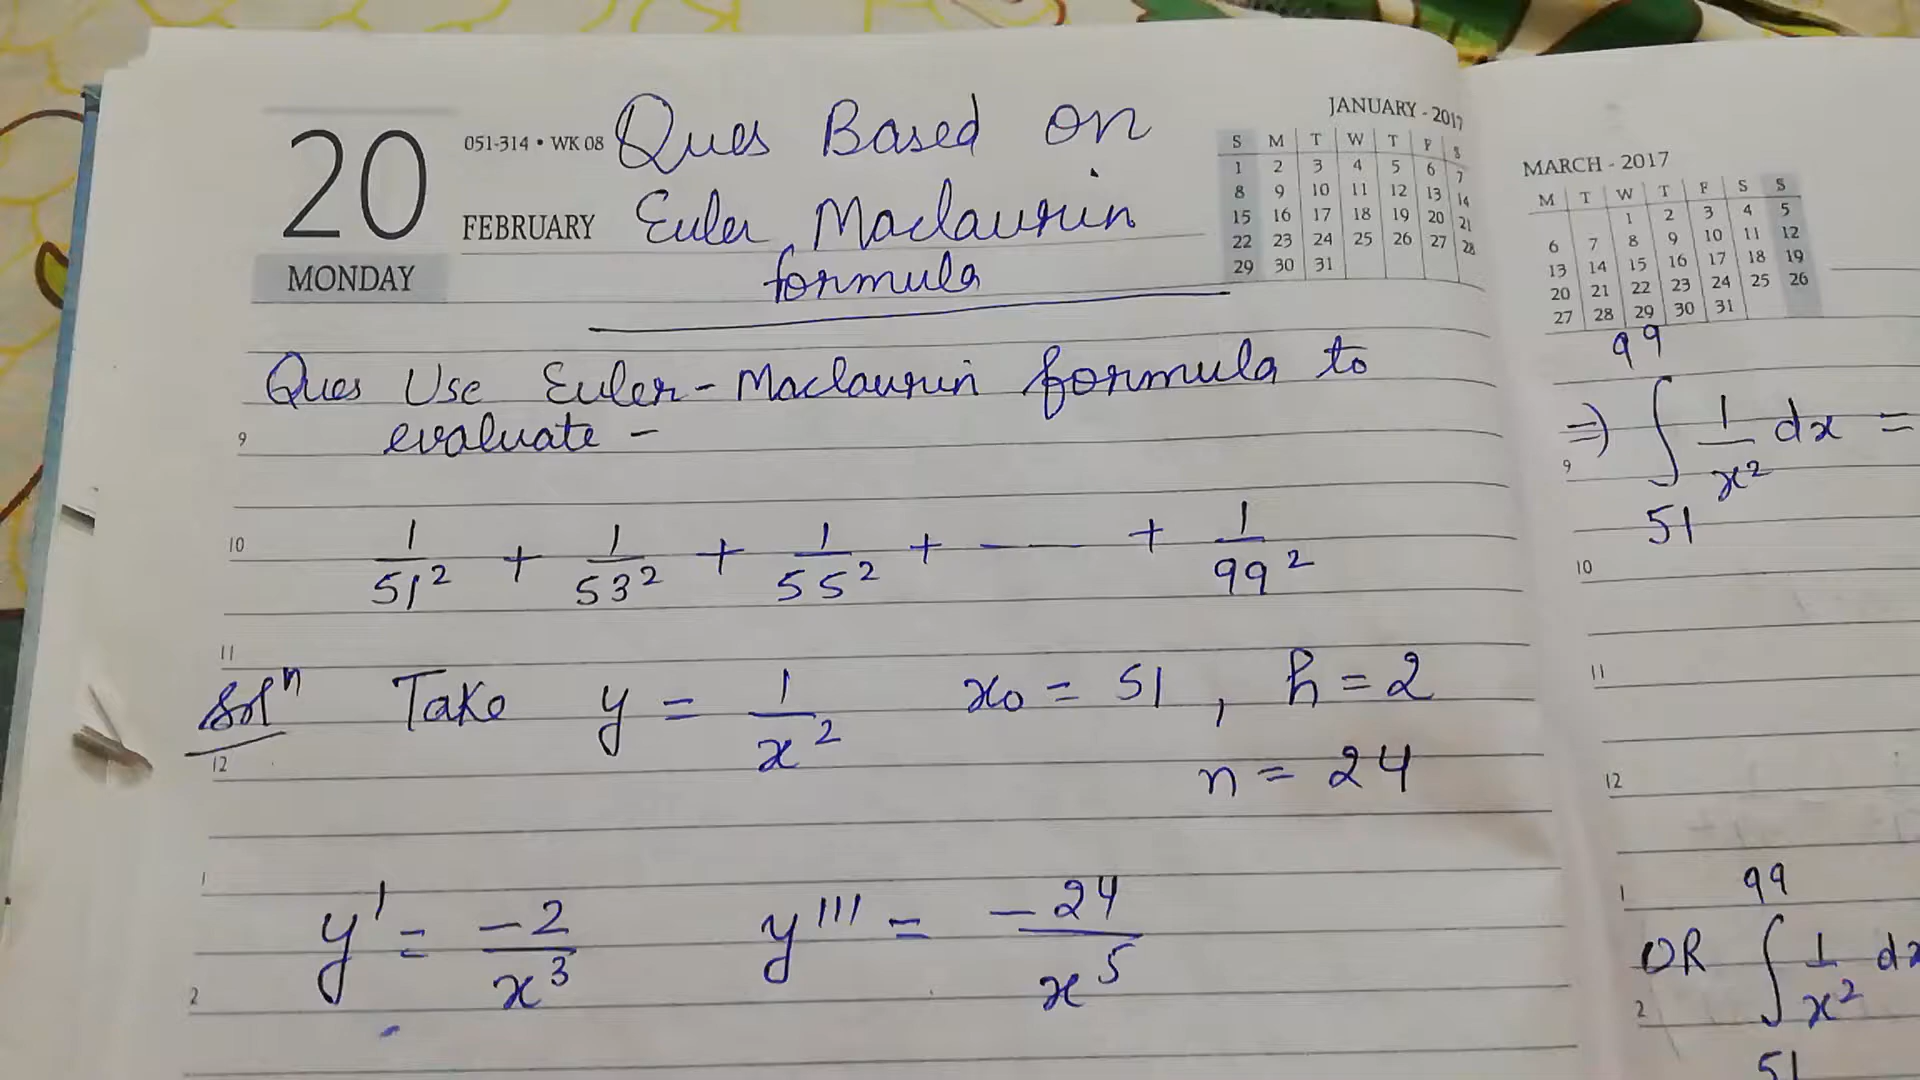 20
MONDAY
051-314 • WK 08
FEBRUARY
Ques Based on
Euler Maclaurin
formula
JANUARY - 2017
S M T W T F S
1 2 3 4 5 6 7
8 9 10 11 12 13 14
15 16 17 18 19 20 21
22 23 24 25 26 27 28
29 30 31
Ques Use Euler-Maclaurin formula to
9
evaluate –
10
1/51² + 1/53² + 1/55² + ---- + 1/99²
11
Solⁿ Take y = 1/x² x₀ = 51 , h = 2
12
n = 24
1
y' = -2/x³ y''' = -24/x⁵
2
MARCH - 2017
M T W T F S S
1 2 3 4 5
6 7 8 9 10 11 12
13 14 15 16 17 18 19
20 21 22 23 24 25 26
27 28 29 30 31
99
⇒ ∫ 1/x² dx =
9
51
10
11
12
1
99
OR ∫ 1/x² dx
2
51